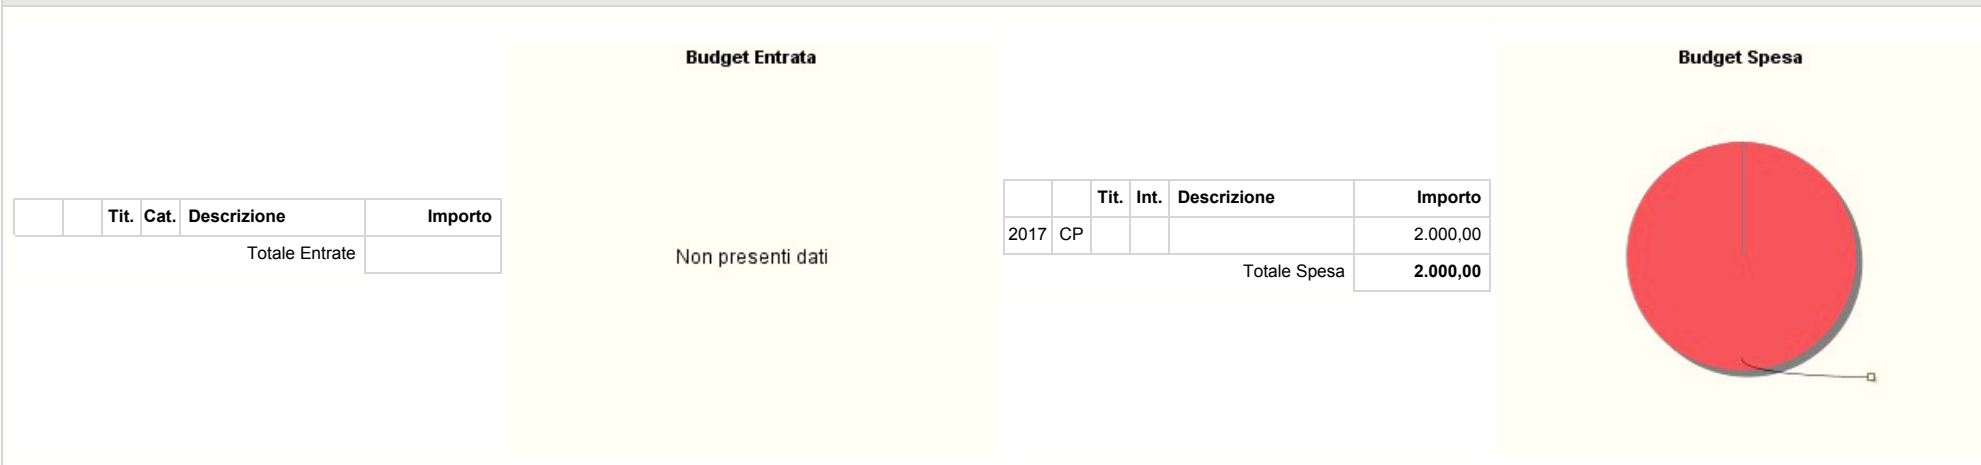 Budget Entrata
Tit. Cat. Descrizione Importo
Totale Entrate
Non presenti dati
Tit. Int. Descrizione Importo
2017 CP 2.000,00
Totale Spesa 2.000,00
Budget Spesa